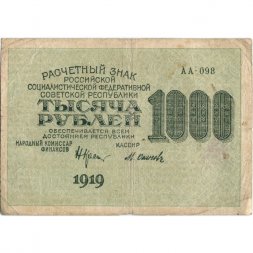 РАСЧЕТНЫЙ ЗНАК
РОССИЙСКОЙ
СОЦИАЛИСТИЧЕСКОЙ ФЕДЕРАТИВНОЙ
СОВЕТСКОЙ РЕСПУБЛИКИ
АА-098
ТЫСЯЧА
РУБЛЕЙ
1000
ОБЕСПЕЧИВАЕТСЯ ВСЕМ
ДОСТОЯНИЕМ РЕСПУБЛИКИ
НАРОДНЫЙ КОМИССАР
ФИНАНСОВ
КАССИР
1919